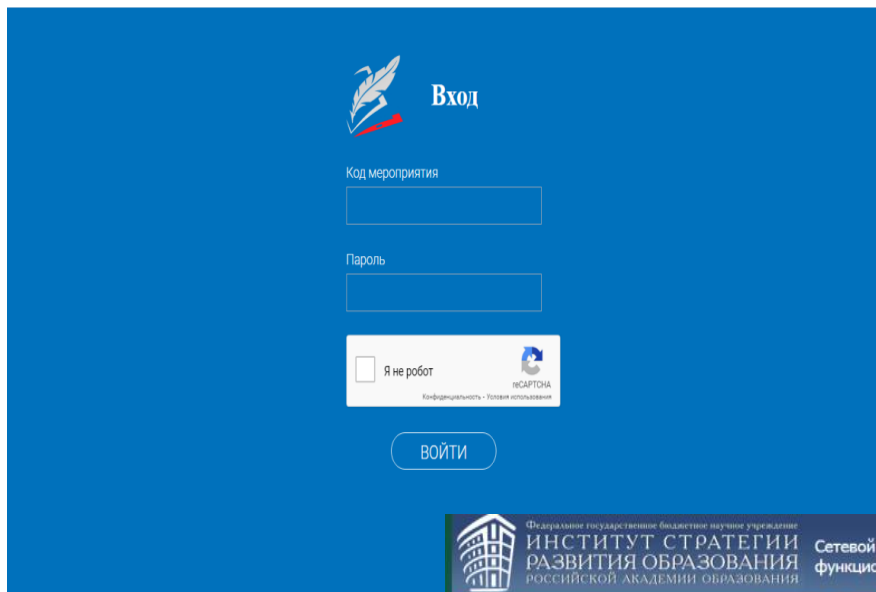 Вход
Код мероприятия
Пароль
Я не робот
reCAPTCHA
Конфиденциальность - Условия использования
ВОЙТИ
Федеральное государственное бюджетное научное учреждение
ИНСТИТУТ СТРАТЕГИИ
РАЗВИТИЯ ОБРАЗОВАНИЯ
РОССИЙСКОЙ АКАДЕМИИ ОБРАЗОВАНИЯ
Сетевой
функцио